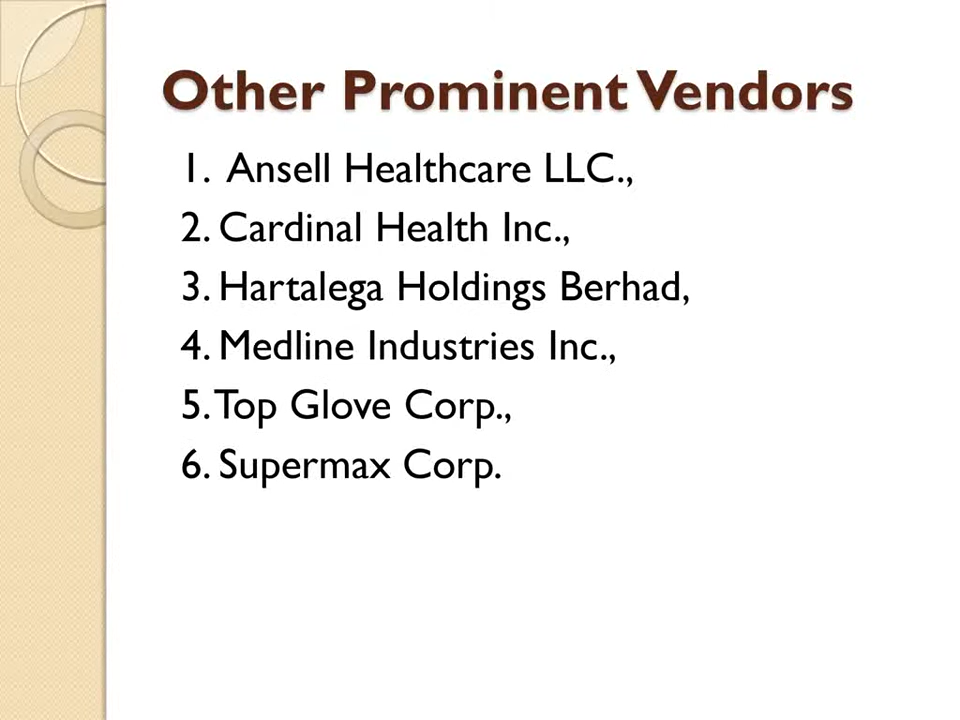 Other Prominent Vendors
1. Ansell Healthcare LLC.,
2. Cardinal Health Inc.,
3. Hartalega Holdings Berhad,
4. Medline Industries Inc.,
5. Top Glove Corp.,
6. Supermax Corp.